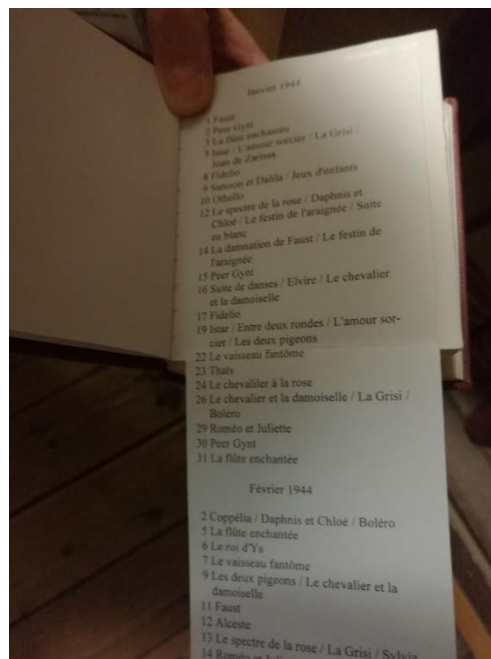 Janvier 1944
1 Faust
2 Peer Gynt
3 La flûte enchantée
5 Istar / L'amour sorcier / La Grisi /
Joan de Zarissa
8 Fidelio
9 Samson et Dalila / Jeux d'enfants
10 Othello
12 Le spectre de la rose / Daphnis et
Chloé / Le festin de l'araignée / Suite
en blanc
14 La damnation de Faust / Le festin de
l'araignée
15 Peer Gynt
16 Suite de danses / Elvire / Le chevalier
et la damoiselle
17 Fidelio
19 Istar / Entre deux rondes / L'amour sor-
cier / Les deux pigeons
22 Le vaisseau fantôme
23 Thaïs
24 Le chevaliler à la rose
26 Le chevalier et la damoiselle / La Grisi /
Boléro
29 Roméo et Juliette
30 Peer Gynt
31 La flûte enchantée
Février 1944
2 Coppélia / Daphnis et Chloé / Boléro
5 La flûte enchantée
6 Le roi d'Ys
7 Le vaisseau fantôme
9 Les deux pigeons / Le chevalier et la
damoiselle
11 Faust
12 Alceste
13 Le spectre de la rose / La Grisi / Sylvia
14 Roméo et Juliette